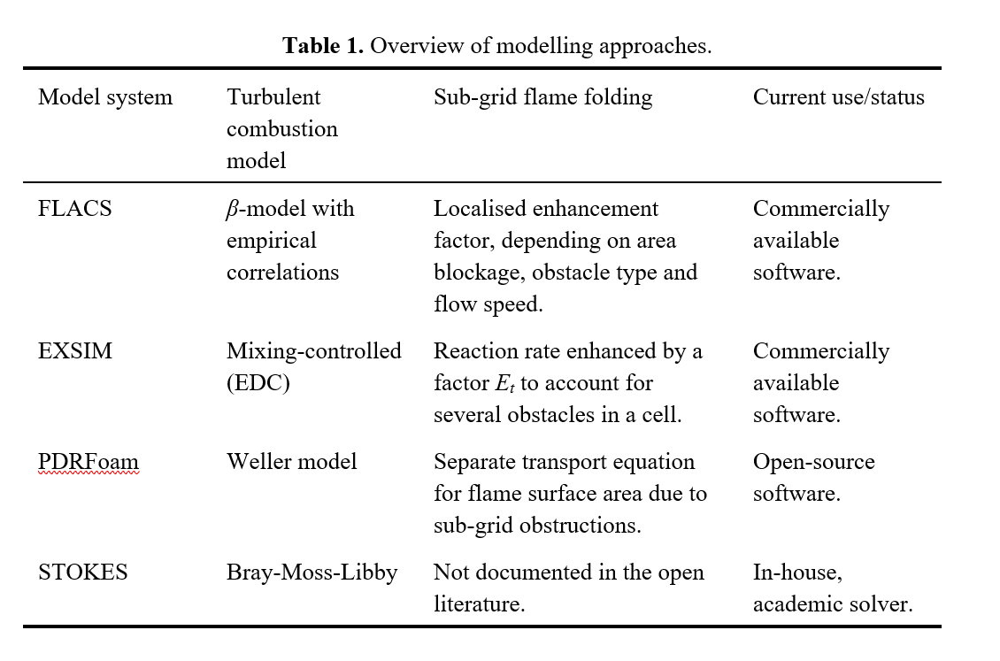 Table 1. Overview of modelling approaches.
Model system Turbulent combustion model Sub-grid flame folding Current use/status
FLACS β-model with empirical correlations Localised enhancement factor, depending on area blockage, obstacle type and flow speed. Commercially available software.
EXSIM Mixing-controlled (EDC) Reaction rate enhanced by a factor Et to account for several obstacles in a cell. Commercially available software.
PDRFoam Weller model Separate transport equation for flame surface area due to sub-grid obstructions. Open-source software.
STOKES Bray-Moss-Libby Not documented in the open literature. In-house, academic solver.